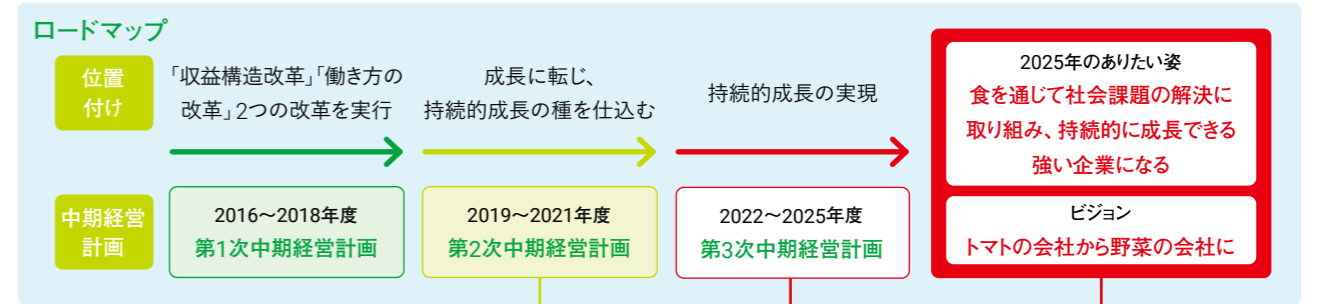 ロードマップ
位置
付け
「収益構造改革」「働き方の
改革」2つの改革を実行
成長に転じ、
持続的成長の種を仕込む
持続的成長の実現
2025年のありたい姿
食を通じて社会課題の解決に
取り組み、持続的に成長できる
強い企業になる
中期経営
計画
2016〜2018年度
第1次中期経営計画
2019〜2021年度
第2次中期経営計画
2022〜2025年度
第3次中期経営計画
ビジョン
トマトの会社から野菜の会社に